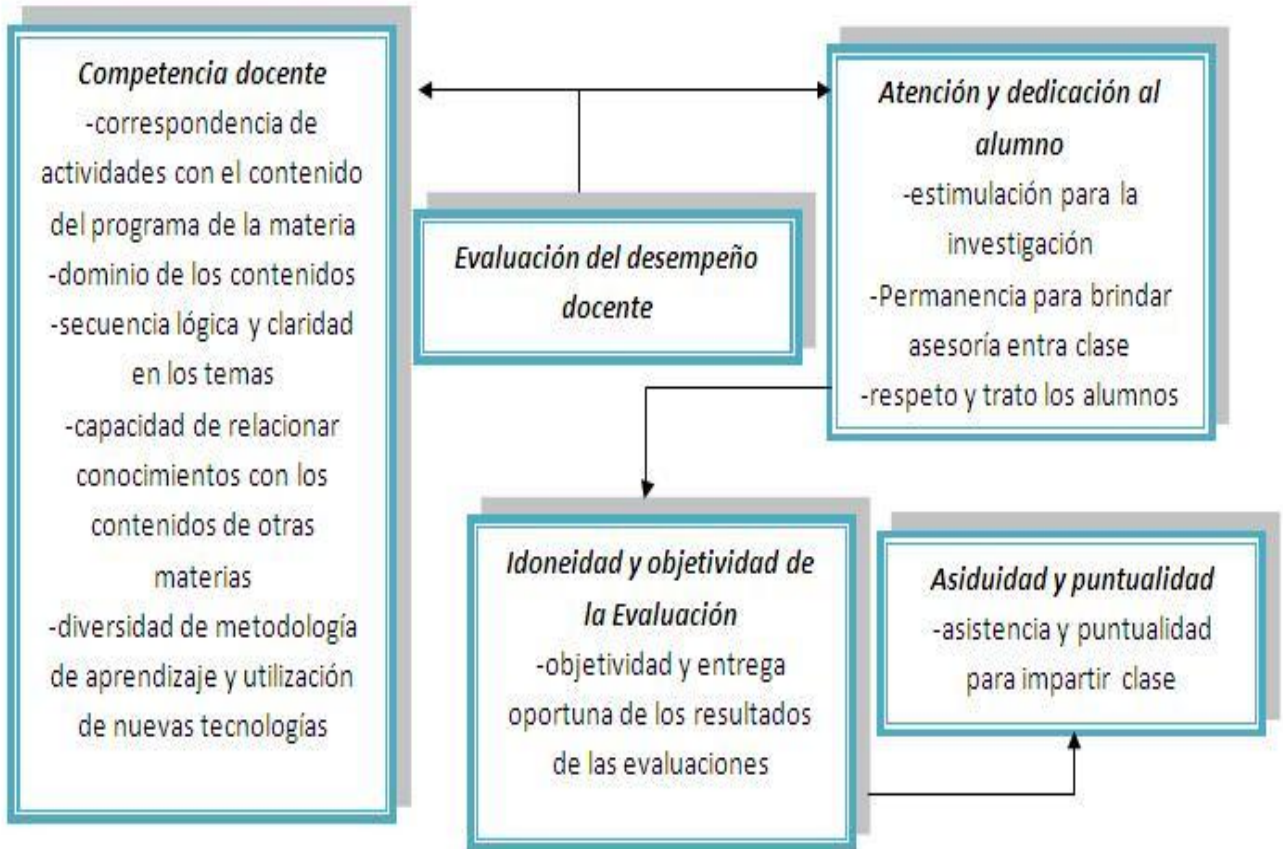 Competencia docente
-correspondencia de
actividades con el contenido
del programa de la materia
-dominio de los contenidos
-secuencia lógica y claridad
en los temas
-capacidad de relacionar
conocimientos con los
contenidos de otras
materias
-diversidad de metodología
de aprendizaje y utilización
de nuevas tecnologías
Evaluación del desempeño
docente
Atención y dedicación al
alumno
-estimulación para la
investigación
-Permanencia para brindar
asesoría entra clase
-respeto y trato los alumnos
Idoneidad y objetividad de
la Evaluación
-objetividad y entrega
oportuna de los resultados
de las evaluaciones
Asiduidad y puntualidad
-asistencia y puntualidad
para impartir clase